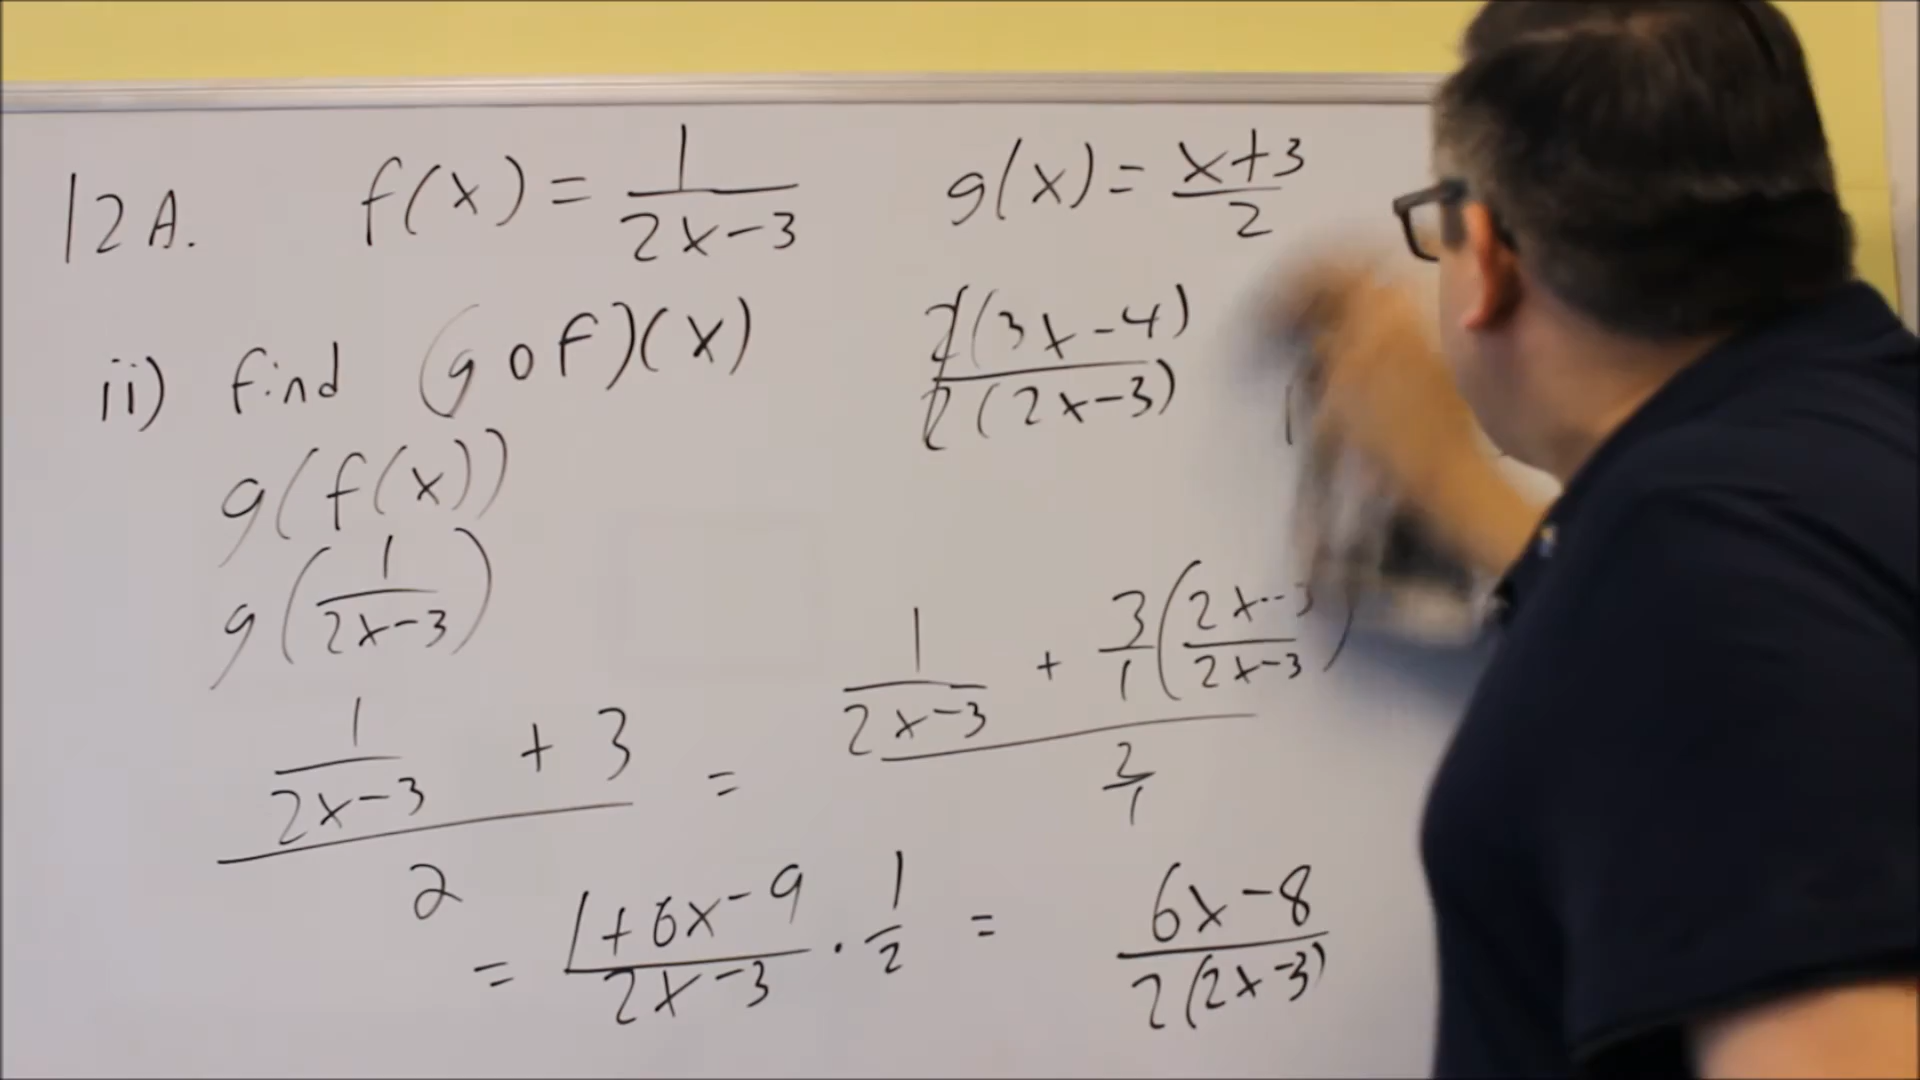 12A. f(x) = 1/(2x-3) g(x) = (x+3)/2
ii) find (g o f)(x)
2(3x-4)/2(2x-3)
g(f(x))
g(1/(2x-3))
(1/(2x-3) + 3)/2 = (1/(2x-3) + 3/1((2x-3)/(2x-3)))/(2/1)
= (1+6x-9)/(2x-3) · 1/2 = (6x-8)/(2(2x-3))